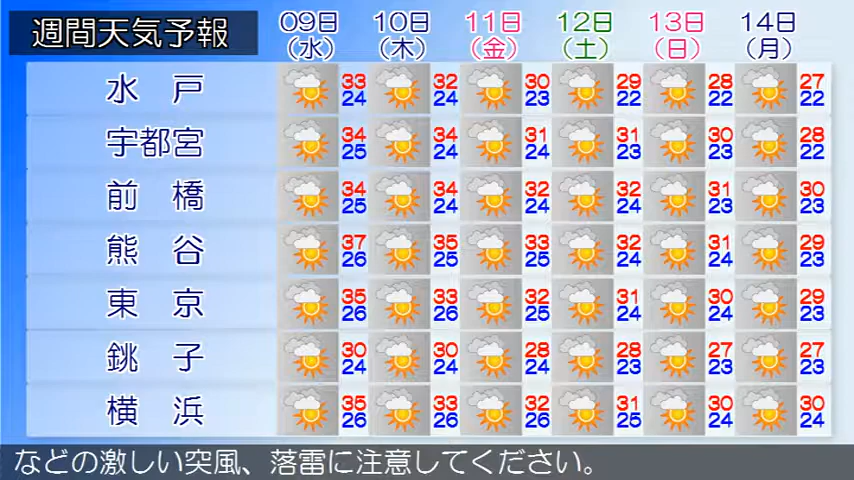 週間天気予報 09日 10日 11日 12日 13日 14日
(水) (木) (金) (土) (日) (月)
水戸 33 32 30 29 28 27
24 24 23 22 22 22
宇都宮 34 34 31 31 30 28
25 24 24 23 23 22
前橋 34 34 32 32 31 30
25 24 24 24 23 23
熊谷 37 35 33 32 31 29
26 25 25 24 24 23
東京 35 33 32 31 30 29
26 26 25 24 24 23
銚子 30 30 28 28 27 27
24 24 24 23 23 23
横浜 35 33 32 31 30 30
26 26 26 25 24 24
などの激しい突風、落雷に注意してください。